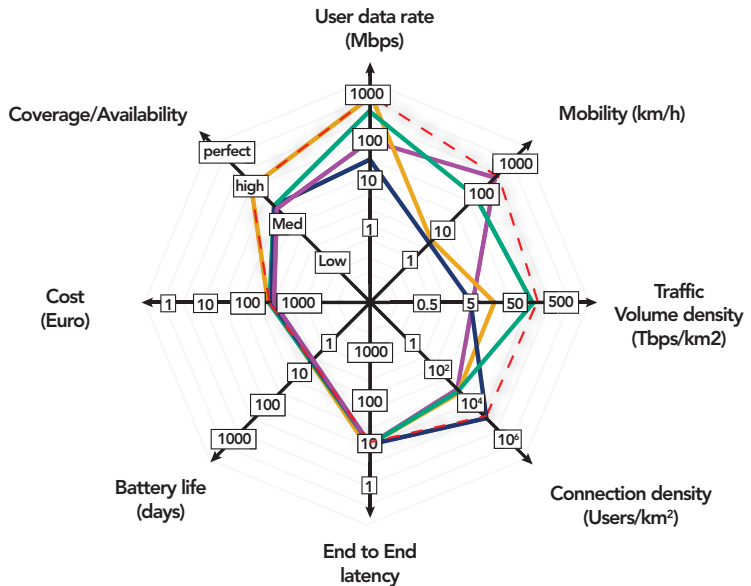 User data rate
(Mbps)
Coverage/Availability
Mobility (km/h)
1000
100
10
1
perfect
high
Med
Low
1000
100
10
1
Cost
(Euro)
1
10
100
1000
0.5
5
50
500
Traffic
Volume density
(Tbps/km2)
1
10
100
1000
1000
100
10
1
1
10²
10⁴
10⁶
Battery life
(days)
Connection density
(Users/km²)
End to End
latency